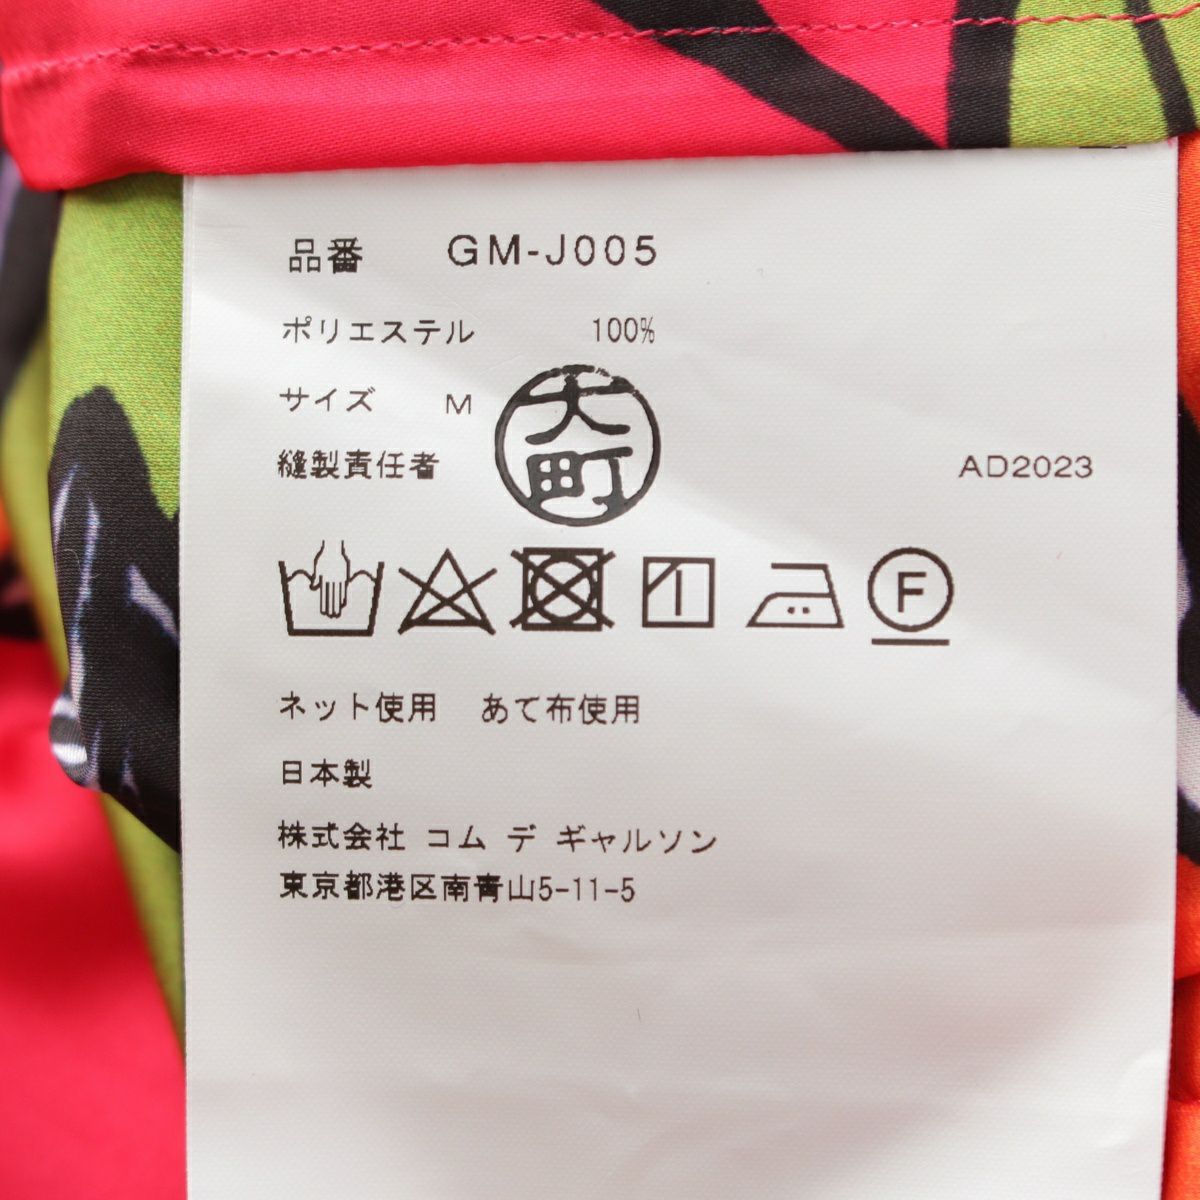 品番 GM-J005
ポリエステル 100%
サイズ M
大町
縫製責任者 AD2023
F
ネット使用 あて布使用
日本製
株式会社 コム デ ギャルソン
東京都港区南青山5-11-5